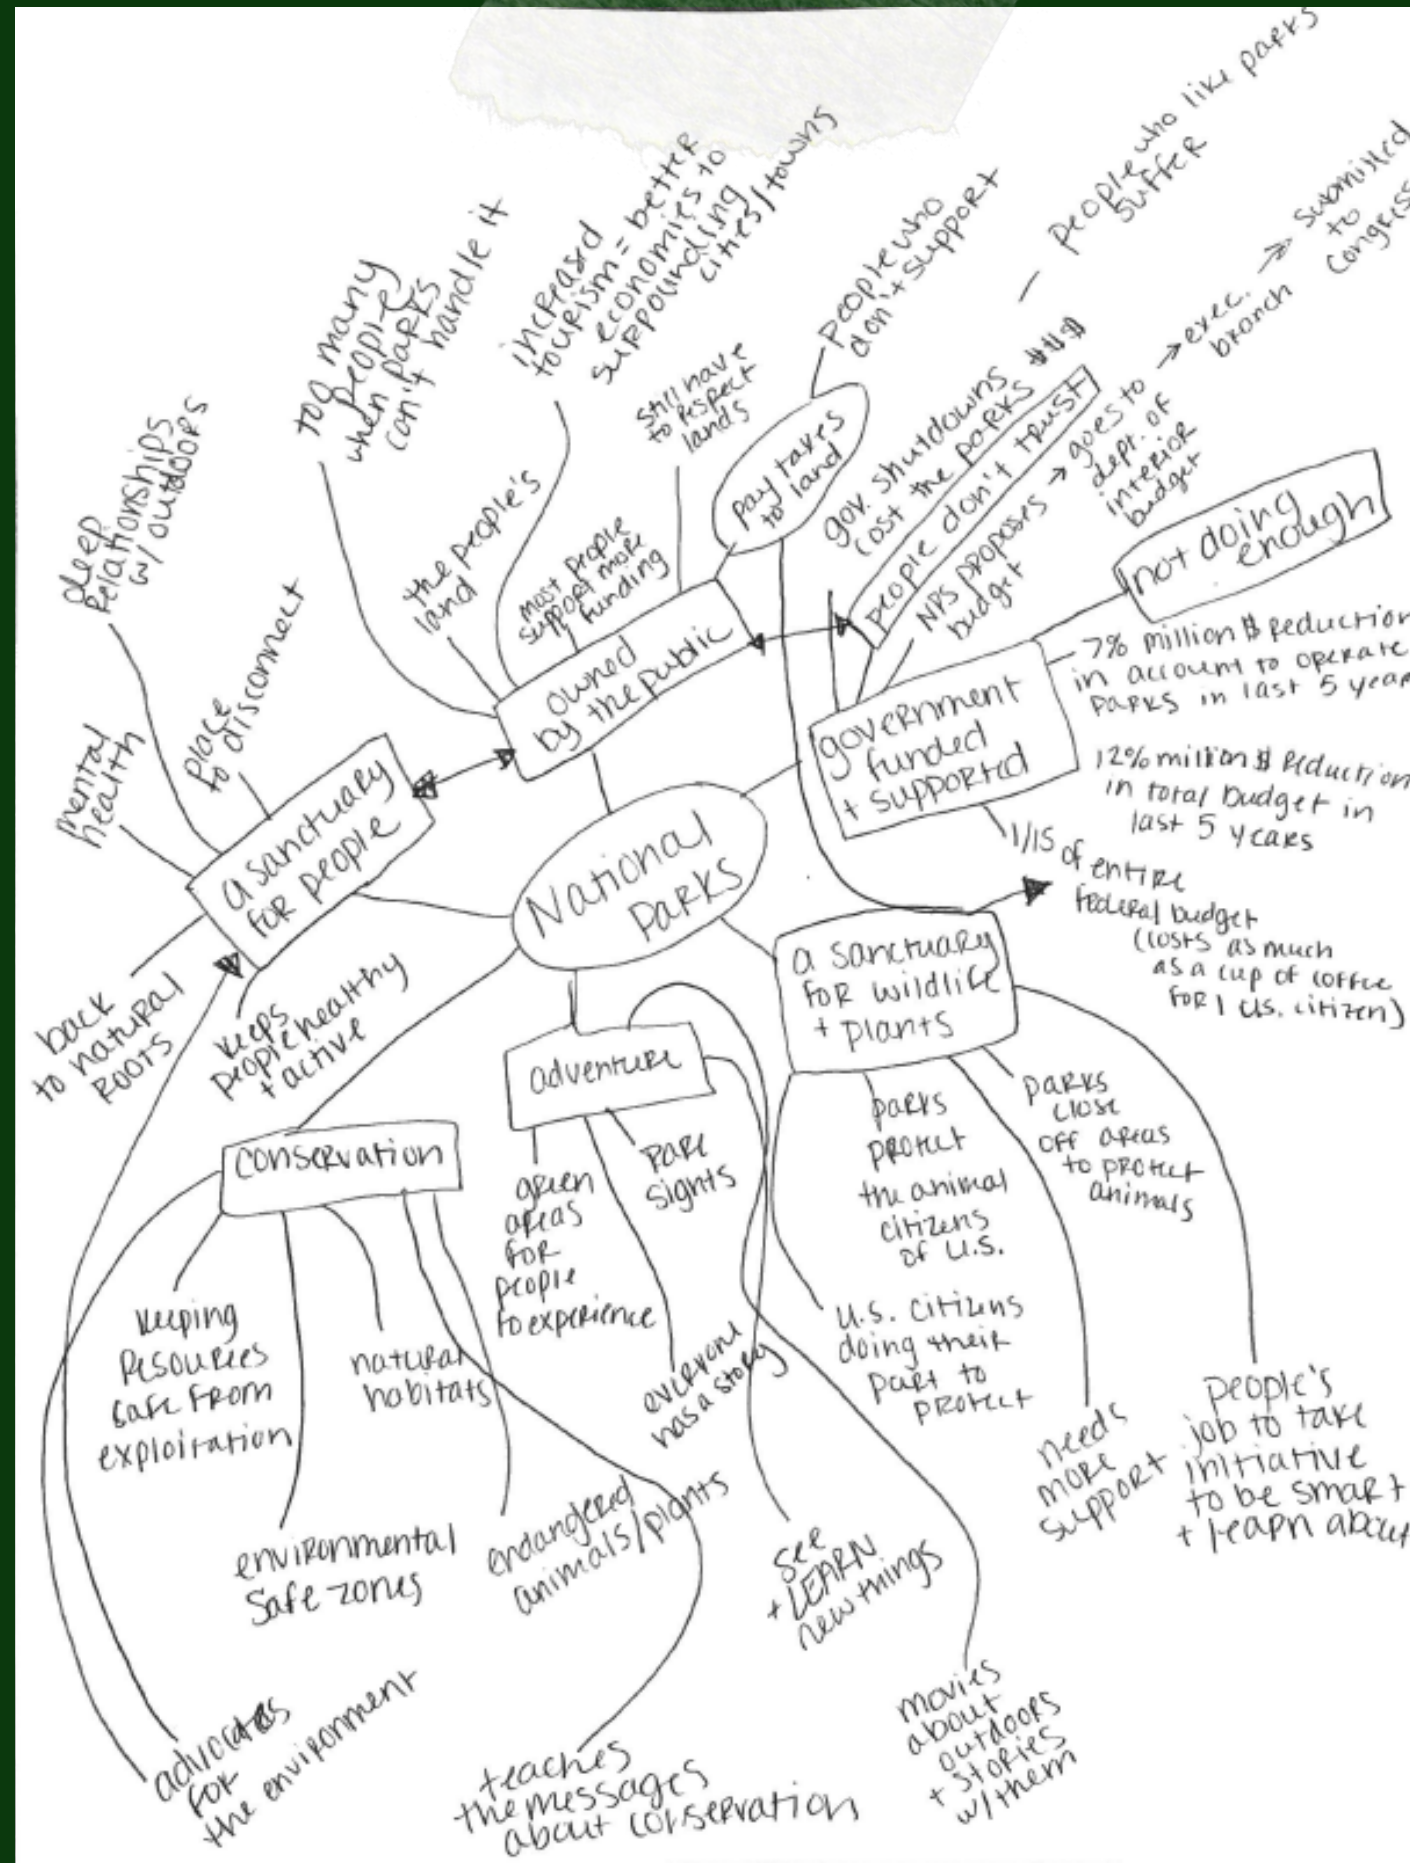 National
Parks
owned
by the public
the people's
land
too many
people
when parks
can't handle it
increased
tourism = better
economies to
surrounding
cities/towns
most people
support more
funding
still have
to respect
lands
pay taxes
to land
people who
don't support
government
funded
+ supported
gov. shutdowns
cost the parks $$$
people who like parks
suffer
people don't trust
NPS proposes
budget
→ goes to
dept. of
interior
budget
→ exec.
branch
→ submitted
to
congress
not doing
enough
7% million $ reduction
in account to operate
parks in last 5 year
12% million $ reduction
in total budget in
last 5 years
1/15 of entire
federal budget
(costs as much
as a cup of coffee
for 1 U.S. citizen)
a sanctuary
for wildlife
+ plants
parks
protect
the animal
citizens
of U.S.
parks
close
off areas
to protect
animals
U.S. citizens
doing their
part to
protect
needs
more
support
people's
job to take
initiative
to be smart
+ learn about
adventure
green
areas
for
people
to experience
rare
sights
everyone
has a story
see
+ LEARN
new things
movies
about
outdoors
+ stories
w/ them
conservation
keeping
resources
safe from
exploitation
environmental
safe zones
natural
habitats
endangered
animals/plants
teaches
the messages
about conservation
advocates
for
the environment
a sanctuary
for people
deep
relationships
w/ outdoors
place
to disconnect
mental
health
back
to natural
roots
keeps
people healthy
+ active